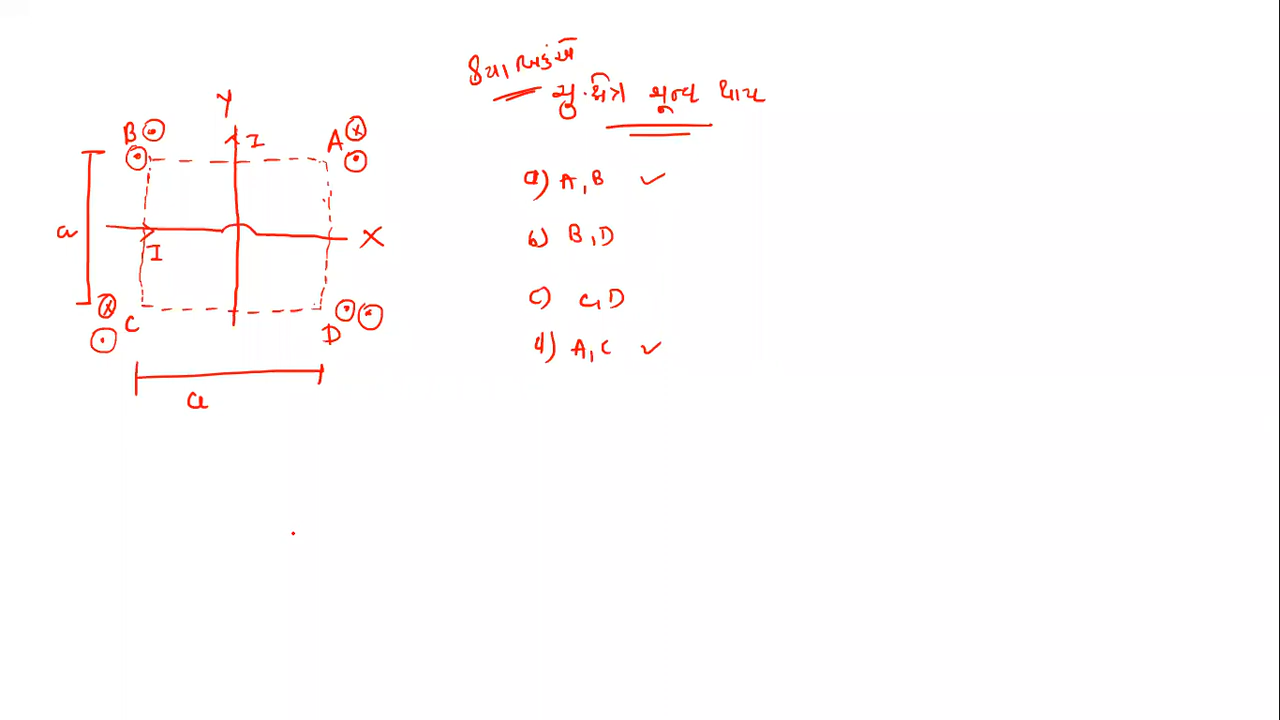 કયા ખાલી
ચુ. ક્ષેત્ર શૂન્ય થાય
Y
B
I
A
a
X
I
C
D
a
a) A, B ✓
b) B, D
c) C, D
d) A, C ✓